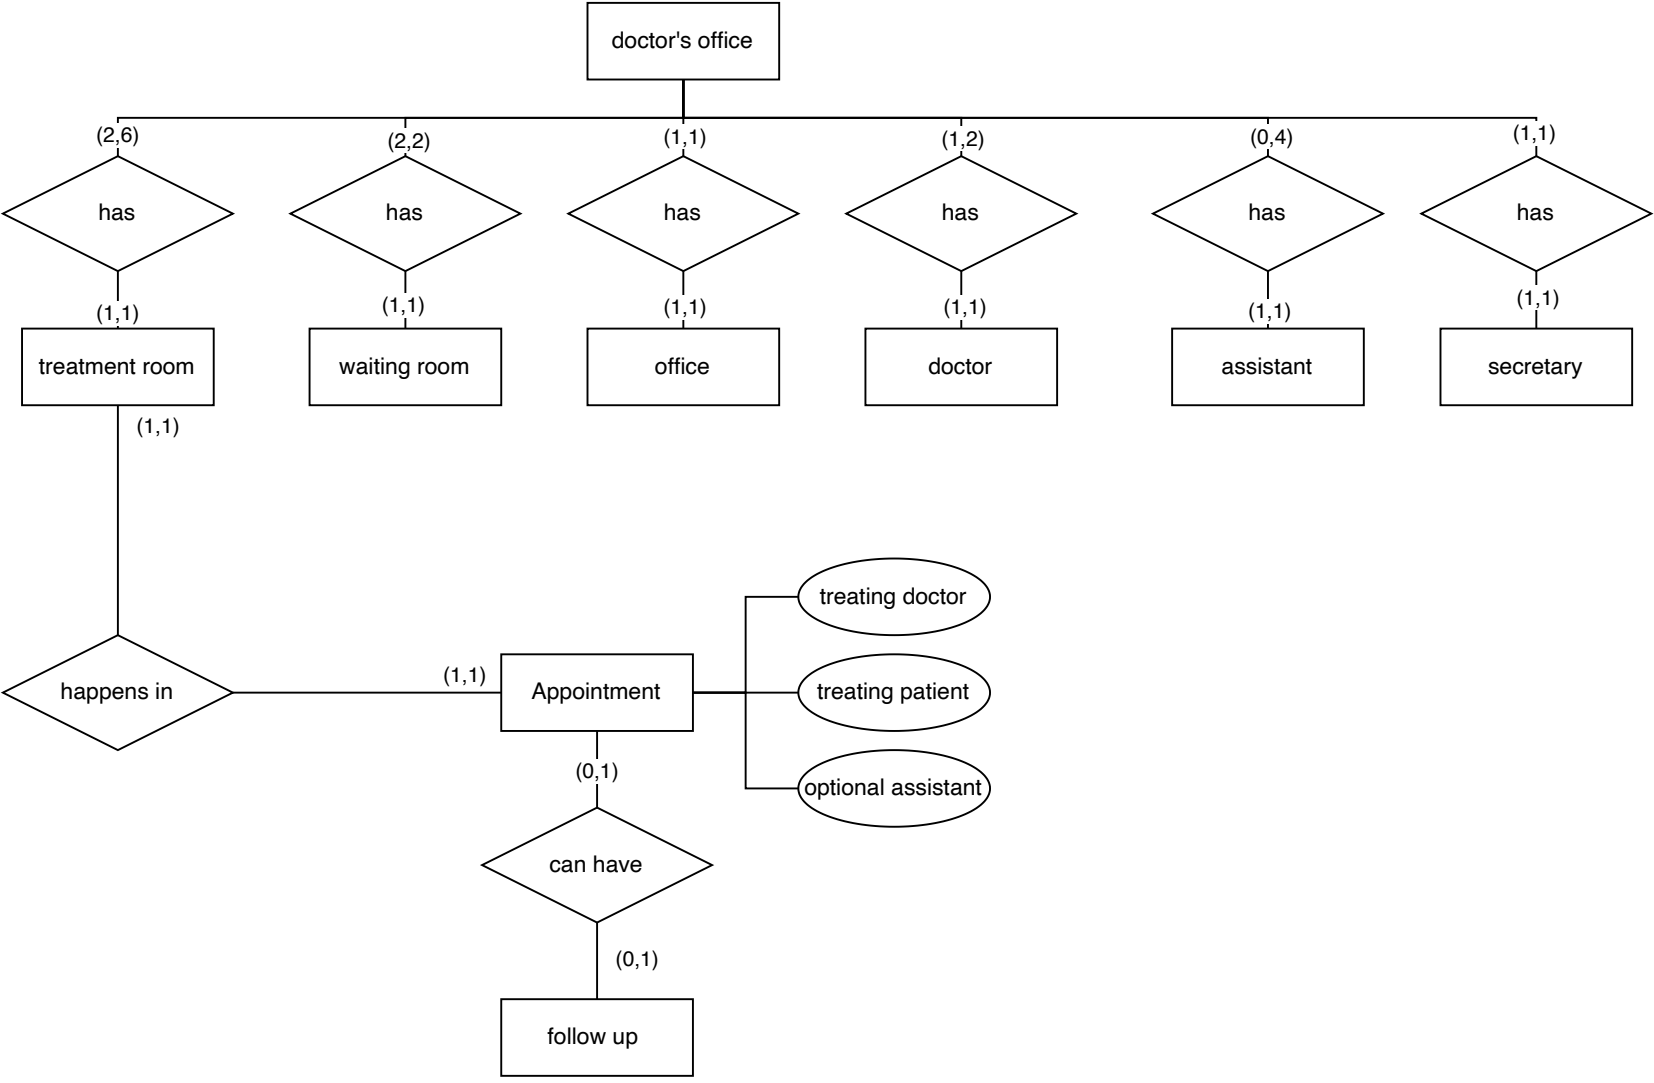 doctor's office
(2,6)
(2,2)
(1,1)
(1,2)
(0,4)
(1,1)
has
has
has
has
has
has
(1,1)
(1,1)
(1,1)
(1,1)
(1,1)
(1,1)
treatment room
waiting room
office
doctor
assistant
secretary
(1,1)
treating doctor
happens in
(1,1)
Appointment
treating patient
(0,1)
optional assistant
can have
(0,1)
follow up